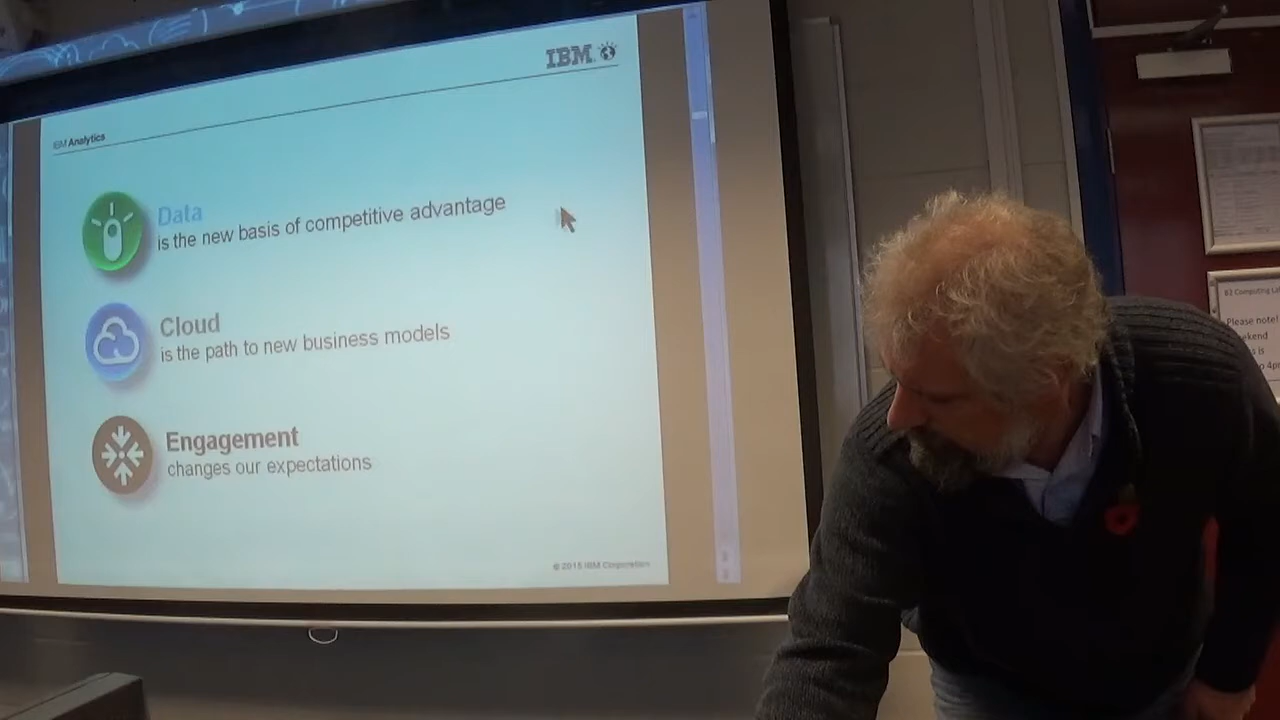 IBM
IBM Analytics
Data
is the new basis of competitive advantage
Cloud
is the path to new business models
Engagement
changes our expectations
© 2015 IBM Corporation
Please note!